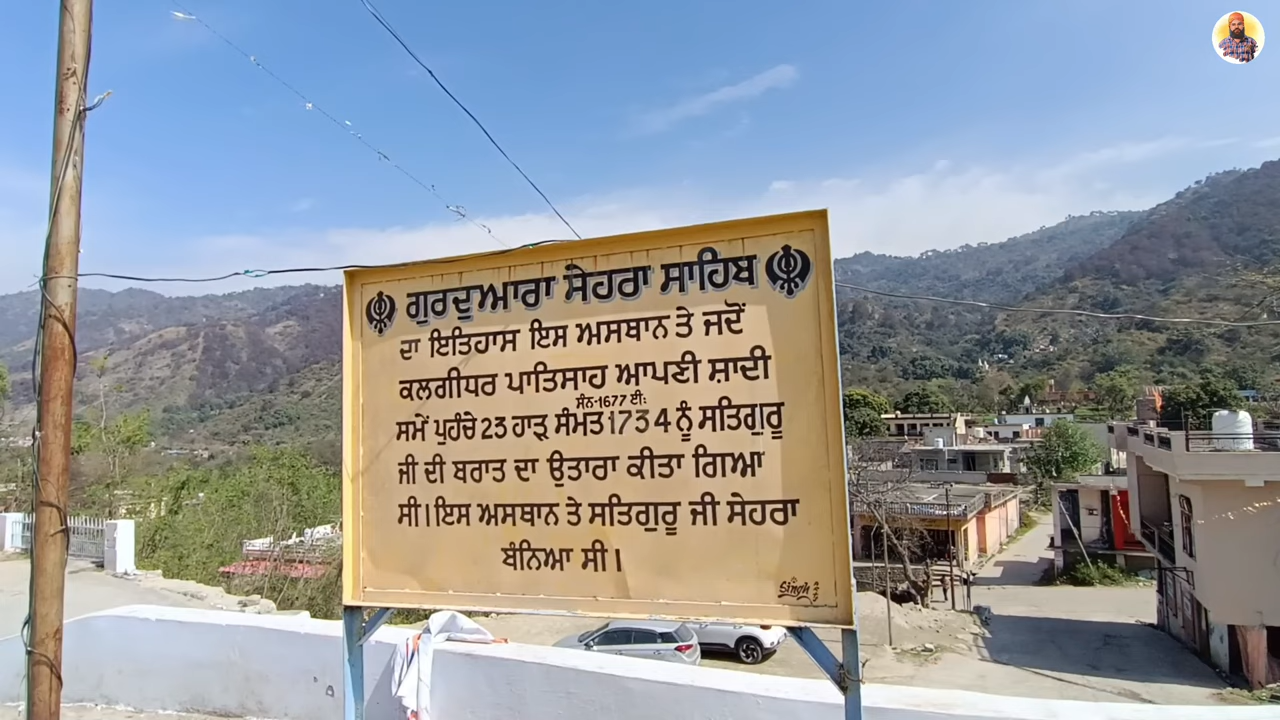 ਗੁਰਦੁਆਰਾ ਸੇਹਰਾ ਸਾਹਿਬ
ਦਾ ਇਤਿਹਾਸ ਇਸ ਅਸਥਾਨ ਤੇ ਜਦੋਂ
ਕਲਗੀਧਰ ਪਾਤਿਸਾਹ ਆਪਣੀ ਸ਼ਾਦੀ
ਸੰਨ-1677 ਈ:
ਸਮੇਂ ਪੁਹੰਚੇ 23 ਹਾੜ੍ਹ ਸੰਮਤ 1734 ਨੂੰ ਸਤਿਗੁਰੂ
ਜੀ ਦੀ ਬਰਾਤ ਦਾ ਉਤਾਰਾ ਕੀਤਾ ਗਿਆ
ਸੀ। ਇਸ ਅਸਥਾਨ ਤੇ ਸਤਿਗੁਰੂ ਜੀ ਸੇਹਰਾ
ਬੰਨਿਆ ਸੀ।
Singh